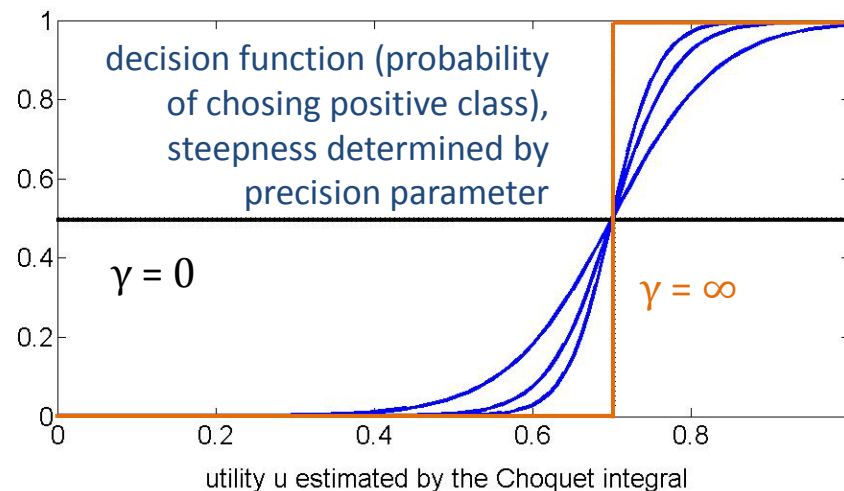 1
decision function (probability
of chosing positive class),
steepness determined by
precision parameter
0.8
0.6
0.4
γ = 0
γ = ∞
0.2
0
0 0.2 0.4 0.6 0.8
utility u estimated by the Choquet integral